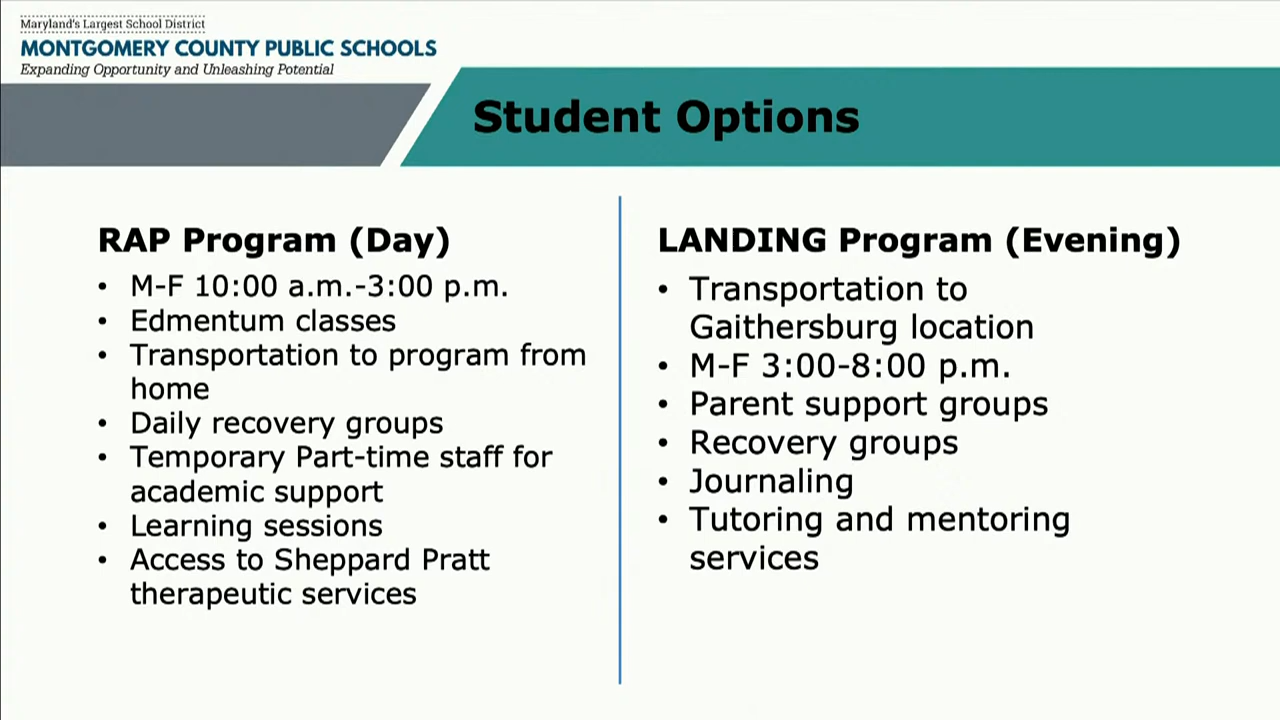 Maryland's Largest School District
MONTGOMERY COUNTY PUBLIC SCHOOLS
Expanding Opportunity and Unleashing Potential
Student Options
RAP Program (Day)
• M-F 10:00 a.m.-3:00 p.m.
• Edmentum classes
• Transportation to program from
home
• Daily recovery groups
• Temporary Part-time staff for
academic support
• Learning sessions
• Access to Sheppard Pratt
therapeutic services
LANDING Program (Evening)
• Transportation to
Gaithersburg location
• M-F 3:00-8:00 p.m.
• Parent support groups
• Recovery groups
• Journaling
• Tutoring and mentoring
services